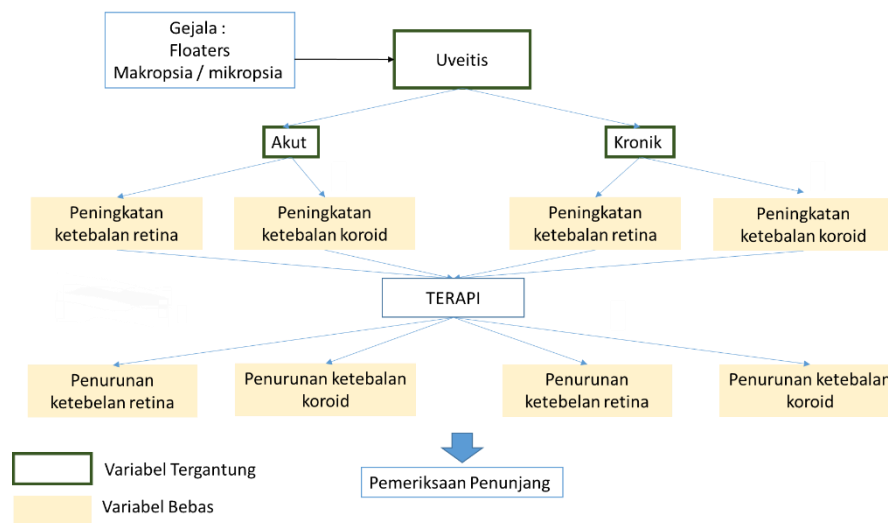 Gejala :
Floaters
Makropsia / mikropsia
Uveitis
Akut
Kronik
Peningkatan
ketebalan retina
Peningkatan
ketebalan koroid
Peningkatan
ketebalan retina
Peningkatan
ketebalan koroid
TERAPI
Penurunan
ketebelan retina
Penurunan ketebalan
koroid
Penurunan
ketebelan retina
Penurunan ketebalan
koroid
Pemeriksaan Penunjang
Variabel Tergantung
Variabel Bebas